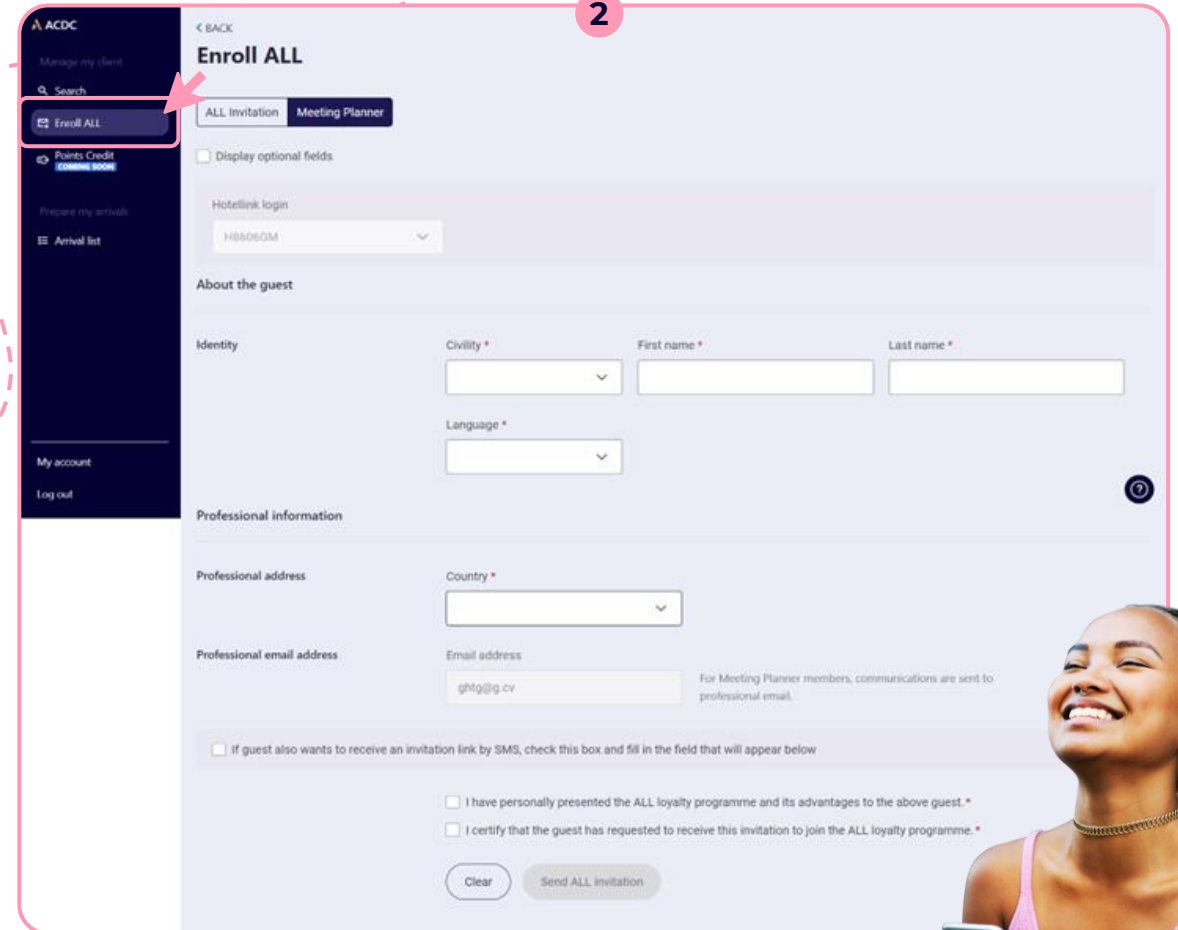 2
ACDC
Manage my client
Search
Enroll ALL
Points Credit
COMING SOON
Prepare my arrivals
Arrival list
My account
Log out
< BACK
Enroll ALL
ALL Invitation Meeting Planner
Display optional fields
Hotellink login
H8606GM
About the guest
Identity
Civility * First name * Last name *
Language *
?
Professional information
Professional address Country *
Professional email address Email address
ghtg@g.cv
For Meeting Planner members, communications are sent to
professional email.
If guest also wants to receive an invitation link by SMS, check this box and fill in the field that will appear below
I have personally presented the ALL loyalty programme and its advantages to the above guest. *
I certify that the guest has requested to receive this invitation to join the ALL loyalty programme. *
Clear Send ALL invitation